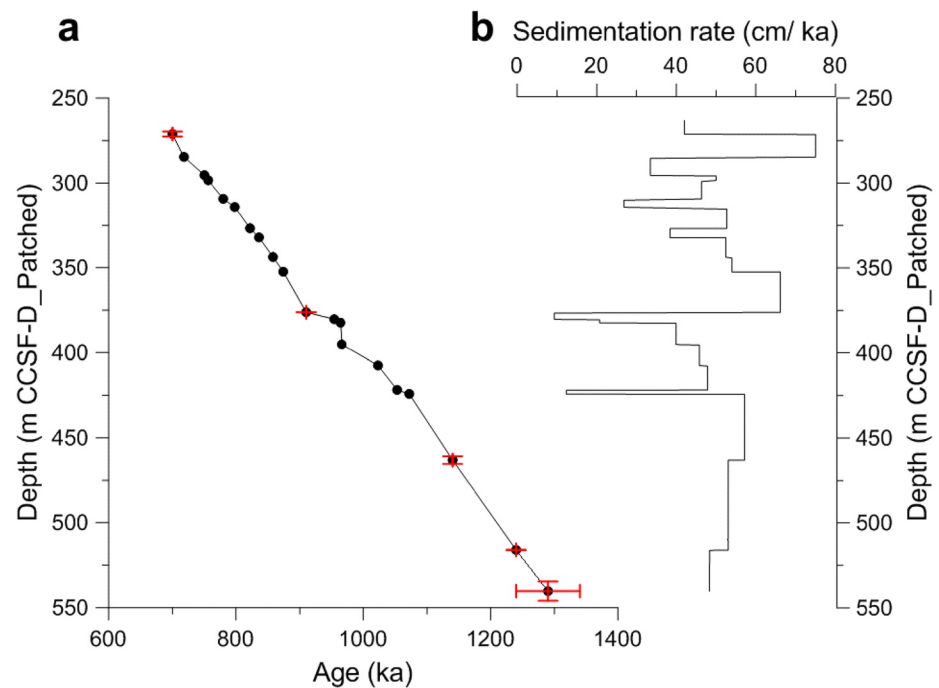 a
b Sedimentation rate (cm/ ka)
0 20 40 60 80
250 250
300 300
350 350
400 400
450 450
500 500
550 550
Depth (m CCSF-D_Patched)
Depth (m CCSF-D_Patched)
600 800 1000 1200 1400
Age (ka)